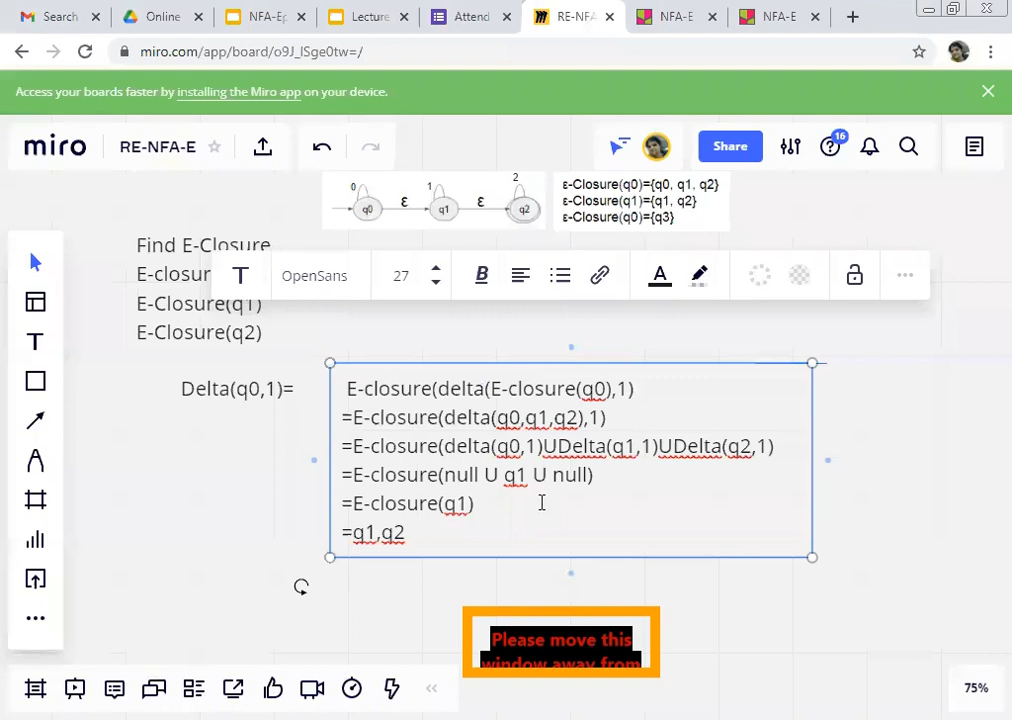 Search
Online
NFA-Ep
Lecture
Attend
RE-NF
NFA-E
NFA-E
miro.com/app/board/o9J_lSge0tw=/
Access your boards faster by installing the Miro app on your device.
miro
RE-NFA-E
Share
16
0
1
2
ε
ε
q0
q1
q2
ε-Closure(q0)={q0, q1, q2}
ε-Closure(q1)={q1, q2}
ε-Closure(q0)={q3}
Find E-Closure
E-closur
E-Closure(q1)
E-Closure(q2)
OpenSans
27
B
A
Delta(q0,1)=
E-closure(delta(E-closure(q0),1)
=E-closure(delta(q0,q1,q2),1)
=E-closure(delta(q0,1)UDelta(q1,1)UDelta(q2,1)
=E-closure(null U q1 U null)
=E-closure(q1)
=q1,q2
Please move this
window away from
75%